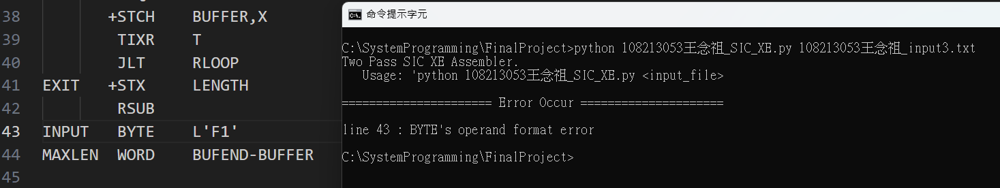 38 +STCH BUFFER,X
39 TIXR T
40 JLT RLOOP
41 EXIT +STX LENGTH
42 RSUB
43 INPUT BYTE L'F1'
44 MAXLEN WORD BUFEND-BUFFER
45
命令提示字元
C:\SystemProgramming\FinalProject>python 108213053王念祖_SIC_XE.py 108213053王念祖_input3.txt
Two Pass SIC XE Assembler.
Usage: 'python 108213053王念祖_SIC_XE.py <input_file>
====================== Error Occur =====================
line 43 : BYTE's operand format error
C:\SystemProgramming\FinalProject>